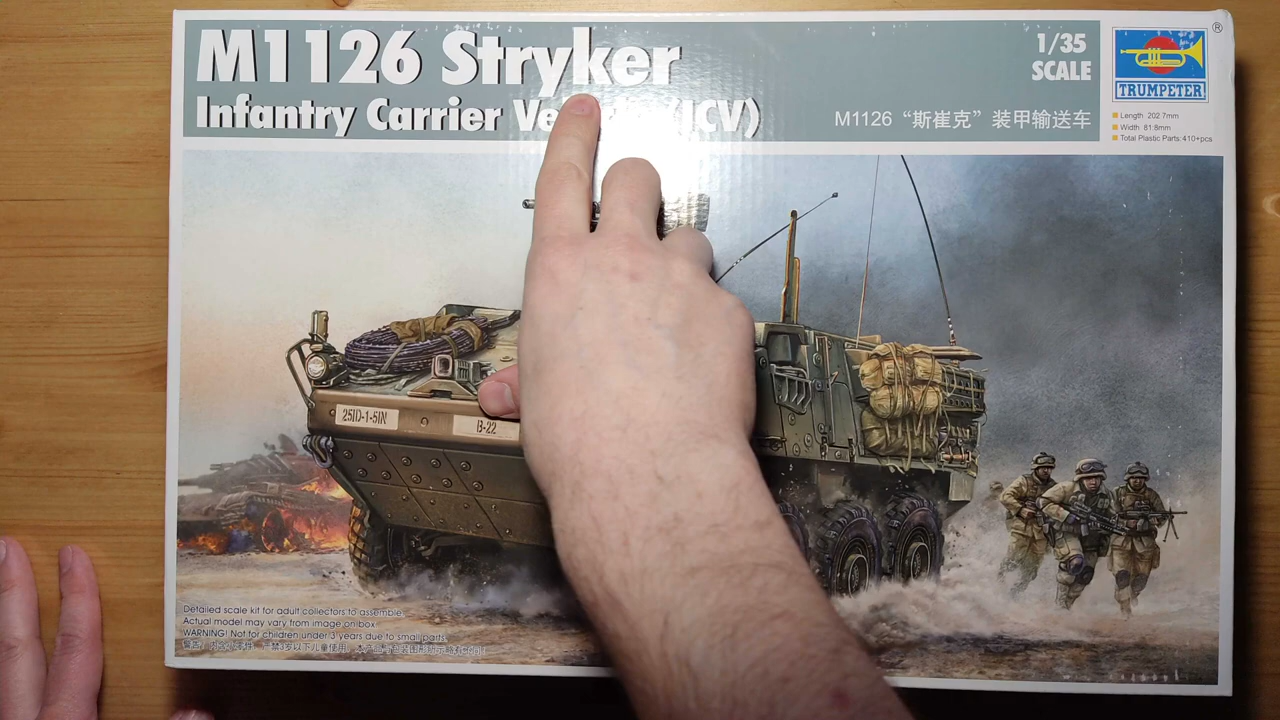 M1126 Stryker
Infantry Carrier (ICV)
M1126 “斯崔克” 装甲输送车
1/35
SCALE
®
TRUMPETER
Length 202.7mm
Width 81.8mm
Total Plastic Parts:410+pcs
25ID-1-5IN
B-22
Detailed scale kit for adult collectors to assemble.
Actual model may vary from image on box
WARNING! Not for children under 3 years due to small parts.